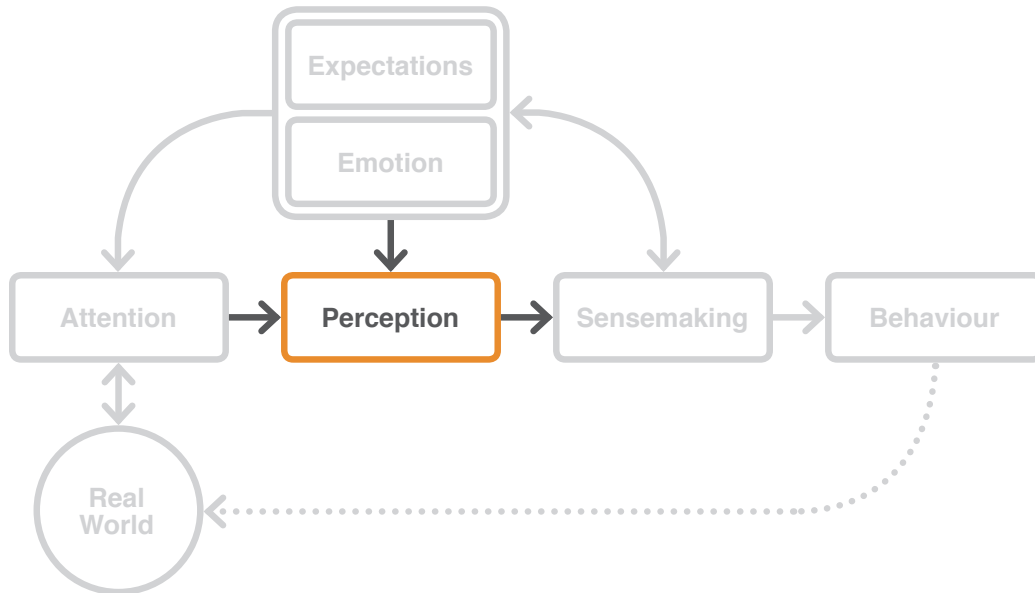 Expectations
Emotion
Attention
Perception
Sensemaking
Behaviour
Real
World